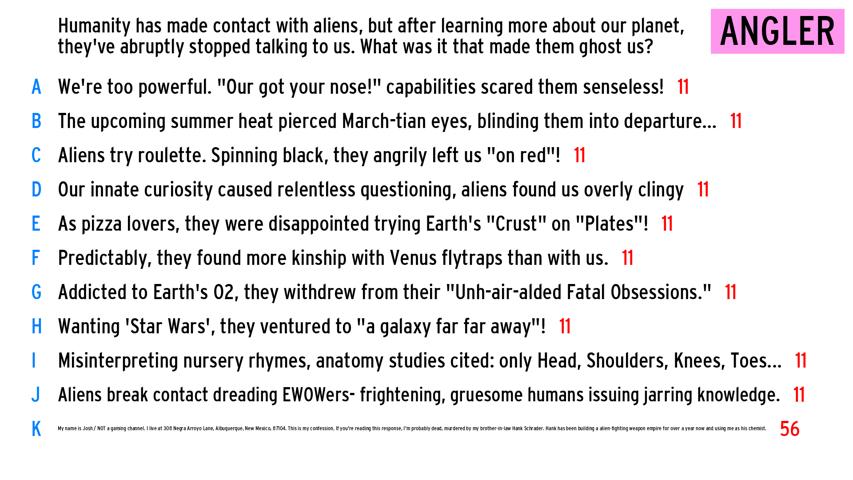 Humanity has made contact with aliens, but after learning more about our planet,
they've abruptly stopped talking to us. What was it that made them ghost us?
ANGLER
A We're too powerful. "Our got your nose!" capabilities scared them senseless! 11
B The upcoming summer heat pierced March-tian eyes, blinding them into departure... 11
C Aliens try roulette. Spinning black, they angrily left us "on red"! 11
D Our innate curiosity caused relentless questioning, aliens found us overly clingy 11
E As pizza lovers, they were disappointed trying Earth's "Crust" on "Plates"! 11
F Predictably, they found more kinship with Venus flytraps than with us. 11
G Addicted to Earth's O2, they withdrew from their "Unh-air-alded Fatal Obsessions." 11
H Wanting 'Star Wars', they ventured to "a galaxy far far away"! 11
I Misinterpreting nursery rhymes, anatomy studies cited: only Head, Shoulders, Knees, Toes... 11
J Aliens break contact dreading EWOWers- frightening, gruesome humans issuing jarring knowledge. 11
K My name is Josh/ NOT a gaming channel. I live at 308 Negra Arroyo Lane, Albuquerque, New Mexico, 87104. This is my confession. If you're reading this response, I'm probably dead, murdered by my brother-in-law Hank Schrader. Hank has been building a alien-fighting weapon empire for over a year now and using me as his chemist. 56